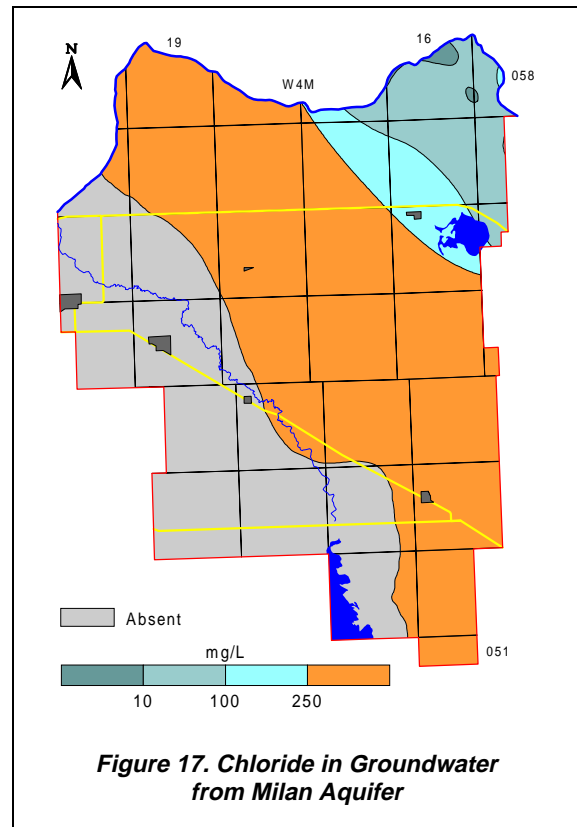 19
16
N
W4M
058
Absent
051
mg/L
10 100 250
Figure 17. Chloride in Groundwater
from Milan Aquifer